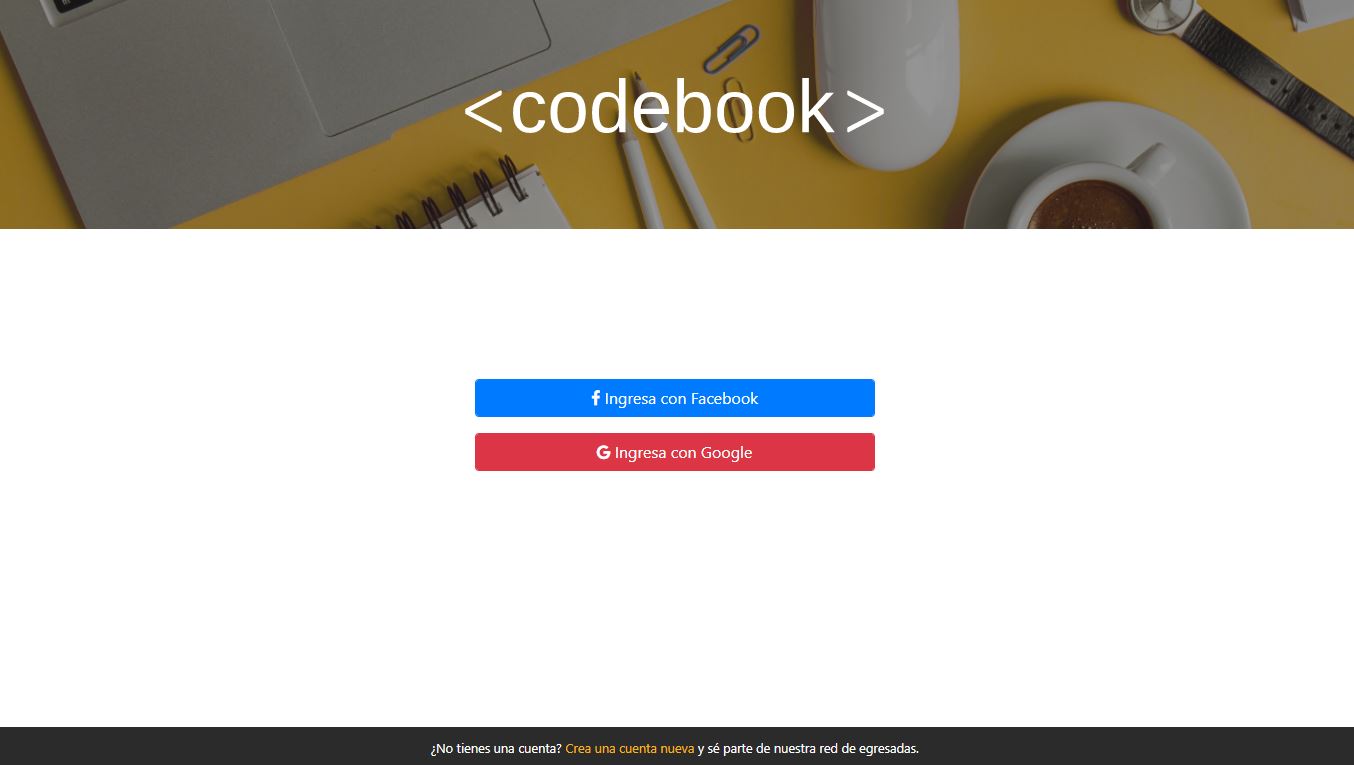 <codebook>
Ingresa con Facebook
Ingresa con Google
¿No tienes una cuenta? Crea una cuenta nueva y sé parte de nuestra red de egresadas.